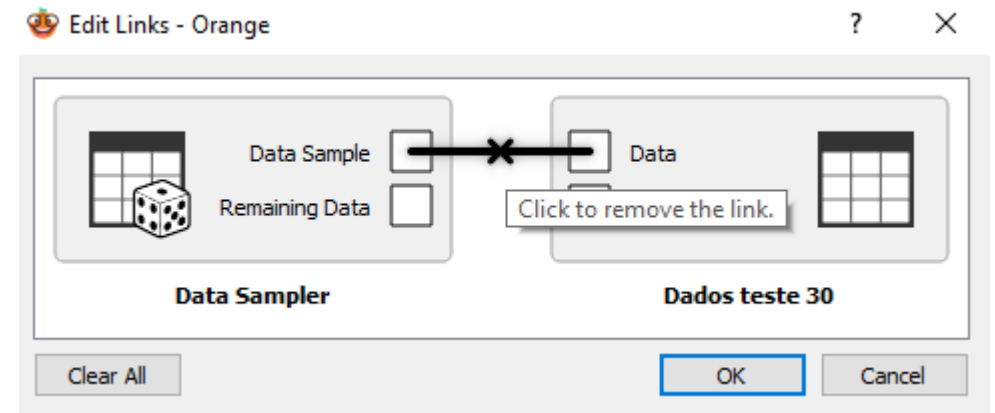 Edit Links - Orange
?
Data Sample
Data
Remaining Data
Click to remove the link.
Data Sampler
Dados teste 30
Clear All
OK
Cancel